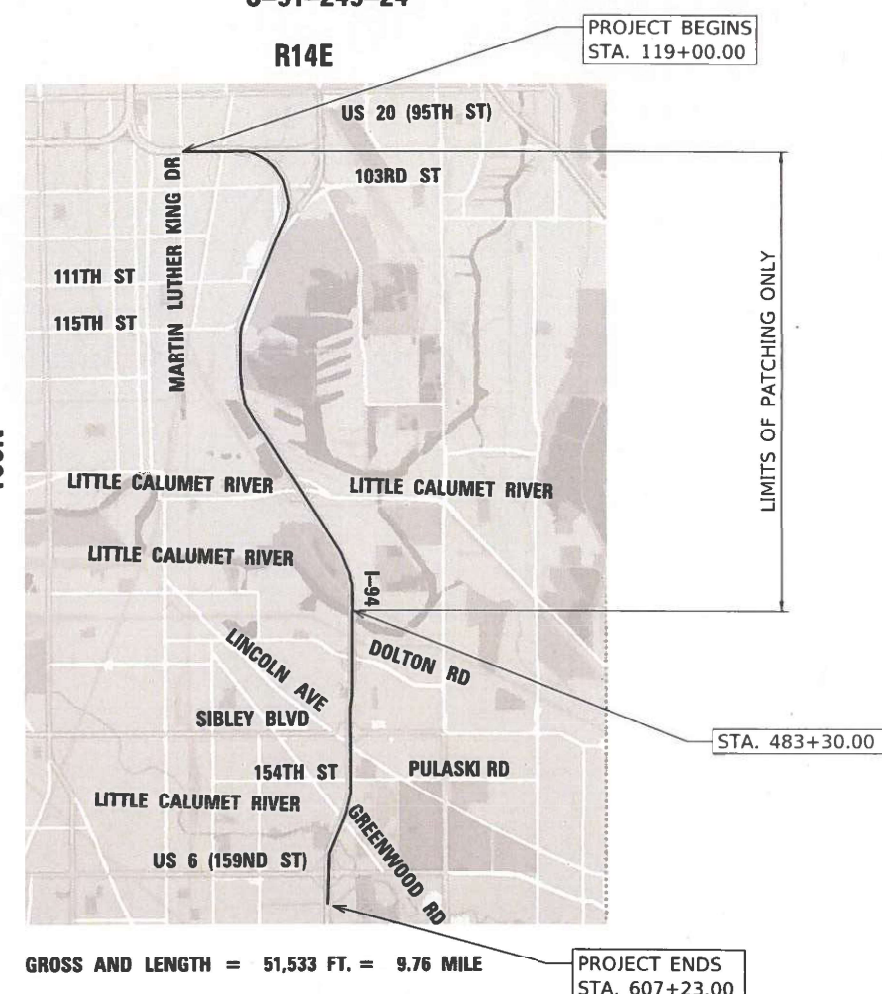 R14E
PROJECT BEGINS
STA. 119+00.00
US 20 (95TH ST)
103RD ST
MARTIN LUTHER KING DR
111TH ST
115TH ST
LIMITS OF PATCHING ONLY
LITTLE CALUMET RIVER
LITTLE CALUMET RIVER
LITTLE CALUMET RIVER
I-94
LINCOLN AVE
DOLTON RD
SIBLEY BLVD
STA. 483+30.00
154TH ST
PULASKI RD
LITTLE CALUMET RIVER
GREENWOOD RD
US 6 (159ND ST)
GROSS AND LENGTH = 51,533 FT. = 9.76 MILE
PROJECT ENDS
STA. 607+23.00